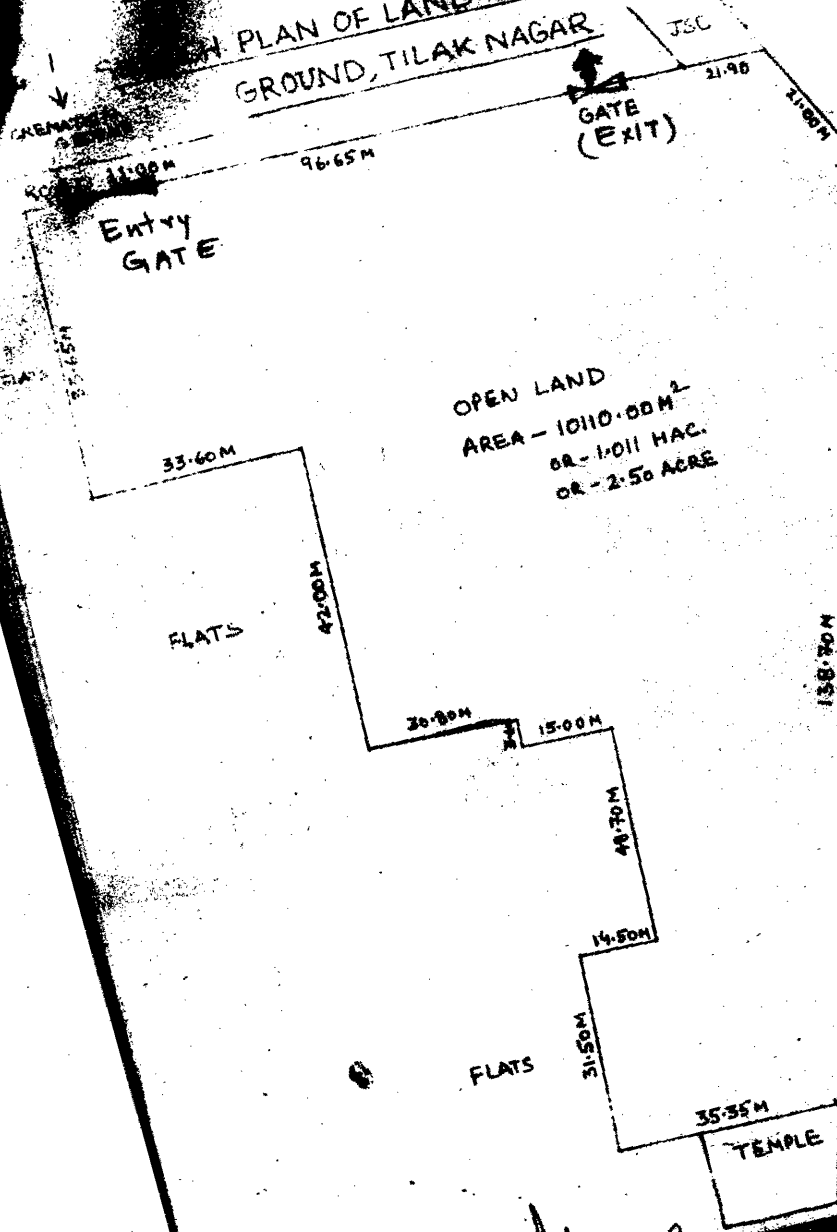 PLAN OF LAND
GROUND, TILAK NAGAR
JSC
21.90
21.00M
GATE
(EXIT)
96.65M
Entry
GATE
OPEN LAND
AREA - 10110.00M²
OR - 1.011 HAC.
OR - 2.50 ACRE
33.60M
42.00M
FLATS
138.70M
30.80M
15.00M
48.70M
14.50M
31.50M
FLATS
35.35M
TEMPLE